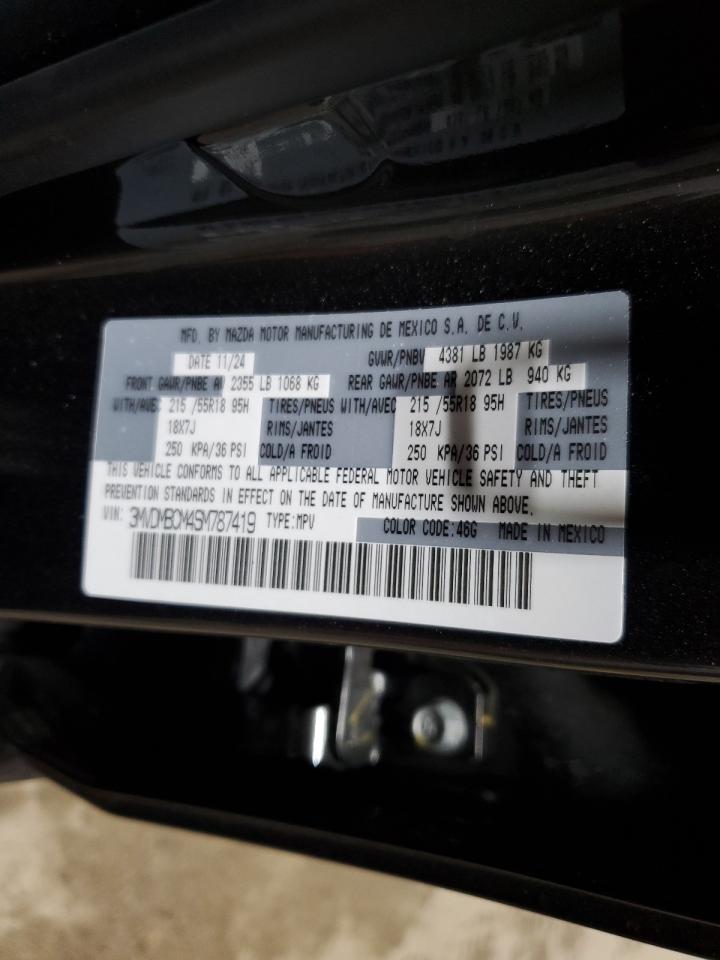 MFD. BY MAZDA MOTOR MANUFACTURING DE MEXICO S.A. DE C.V.
DATE 11/24 GVWR/PNBV 4381 LB 1987 KG
FRONT GAWR/PNBE AV 2355 LB 1068 KG REAR GAWR/PNBE AR 2072 LB 940 KG
WITH/AVEC 215 /55R18 95H TIRES/PNEUS WITH/AVEC 215 /55R18 95H TIRES/PNEUS
18X7J RIMS/JANTES 18X7J RIMS/JANTES
250 KPA/36 PSI COLD/A FROID 250 KPA/36 PSI COLD/A FROID
THIS VEHICLE CONFORMS TO ALL APPLICABLE FEDERAL MOTOR VEHICLE SAFETY AND THEFT
PREVENTION STANDARDS IN EFFECT ON THE DATE OF MANUFACTURE SHOWN ABOVE.
VIN: 3MVDMBCM4SM787419 TYPE:MPV COLOR CODE:46G MADE IN MEXICO